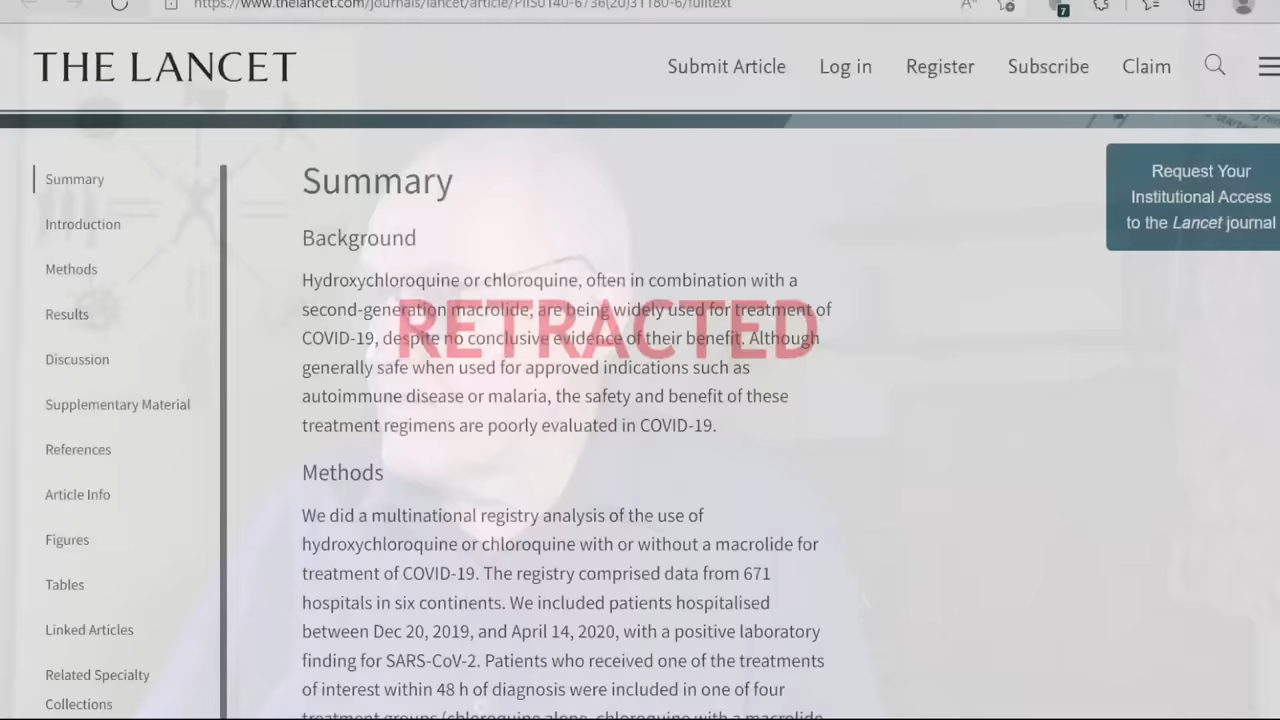 https://www.thelancet.com/journals/lancet/article/PIIS0140-6736(20)31180-6/fulltext
7
THE LANCET
Submit Article
Log in
Register
Subscribe
Claim
Summary
Introduction
Methods
Results
Discussion
Supplementary Material
References
Article Info
Figures
Tables
Linked Articles
Related Specialty
Collections
Summary
Background
Hydroxychloroquine or chloroquine, often in combination with a
second-generation macrolide, are being widely used for treatment of
COVID-19, despite no conclusive evidence of their benefit. Although
generally safe when used for approved indications such as
autoimmune disease or malaria, the safety and benefit of these
treatment regimens are poorly evaluated in COVID-19.
RETRACTED
Methods
We did a multinational registry analysis of the use of
hydroxychloroquine or chloroquine with or without a macrolide for
treatment of COVID-19. The registry comprised data from 671
hospitals in six continents. We included patients hospitalised
between Dec 20, 2019, and April 14, 2020, with a positive laboratory
finding for SARS-CoV-2. Patients who received one of the treatments
of interest within 48 h of diagnosis were included in one of four
treatment groups (chloroquine alone, chloroquine with a macrolide
Request Your
Institutional Access
to the Lancet journal